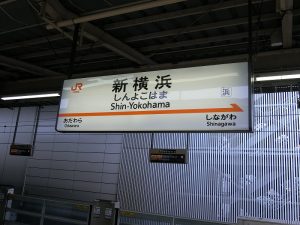 JR
新横浜
しんよこはま
Shin-Yokohama
浜
おだわら
Odawara
しながわ
Shinagawa